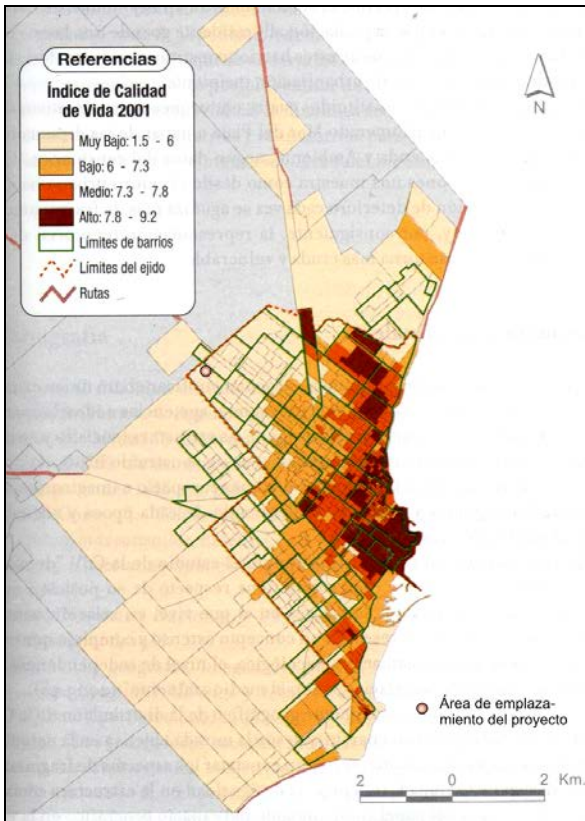 Referencias
Índice de Calidad
de Vida 2001
Muy Bajo: 1.5 - 6
Bajo: 6 - 7.3
Medio: 7.3 - 7.8
Alto: 7.8 - 9.2
Límites de barrios
Límites del ejido
Rutas
N
Área de emplaza-
miento del proyecto
2 0 2 Km.